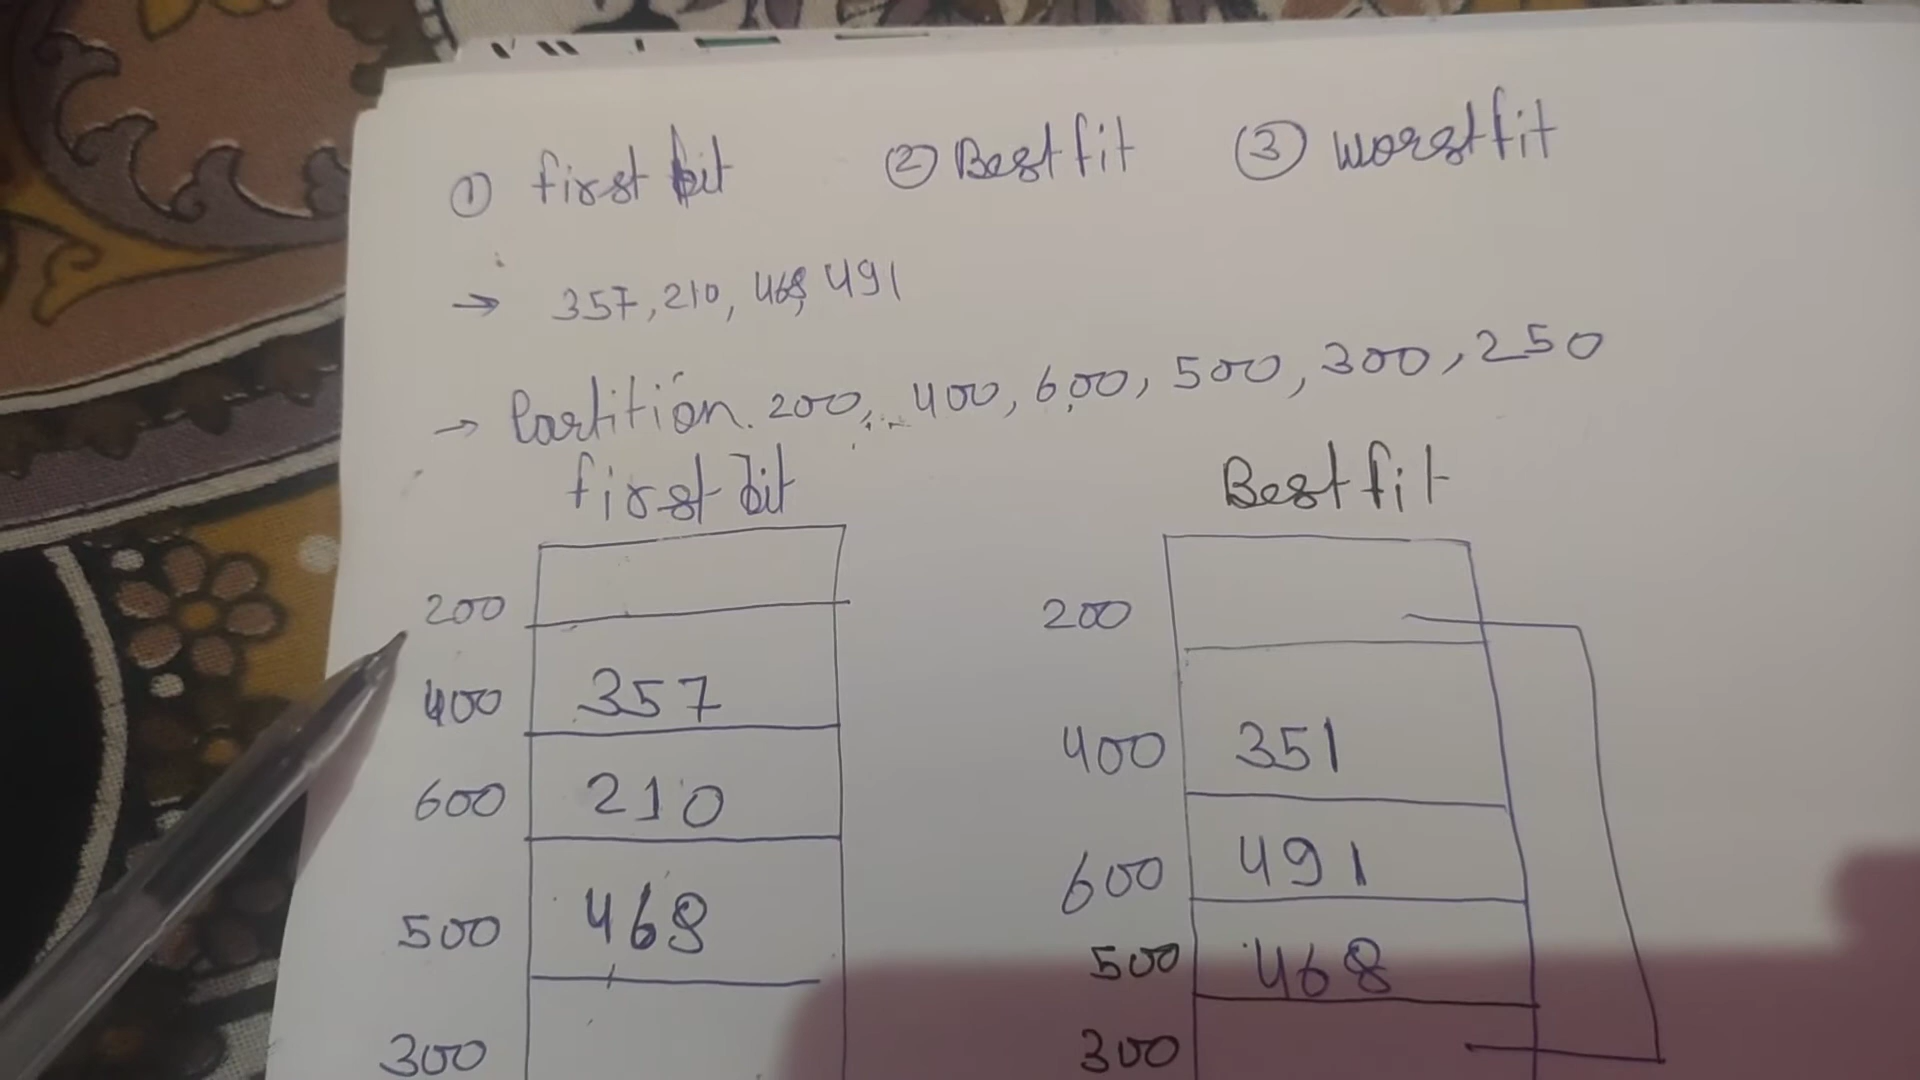 ① first bit ② Best fit ③ worst fit
→ 357, 210, 468, 491
→ Partition. 200, 400, 600, 500, 300, 250
first bit Best fit
200 200
400 357 400 351
600 210 600 491
500 468 500 468
300 300